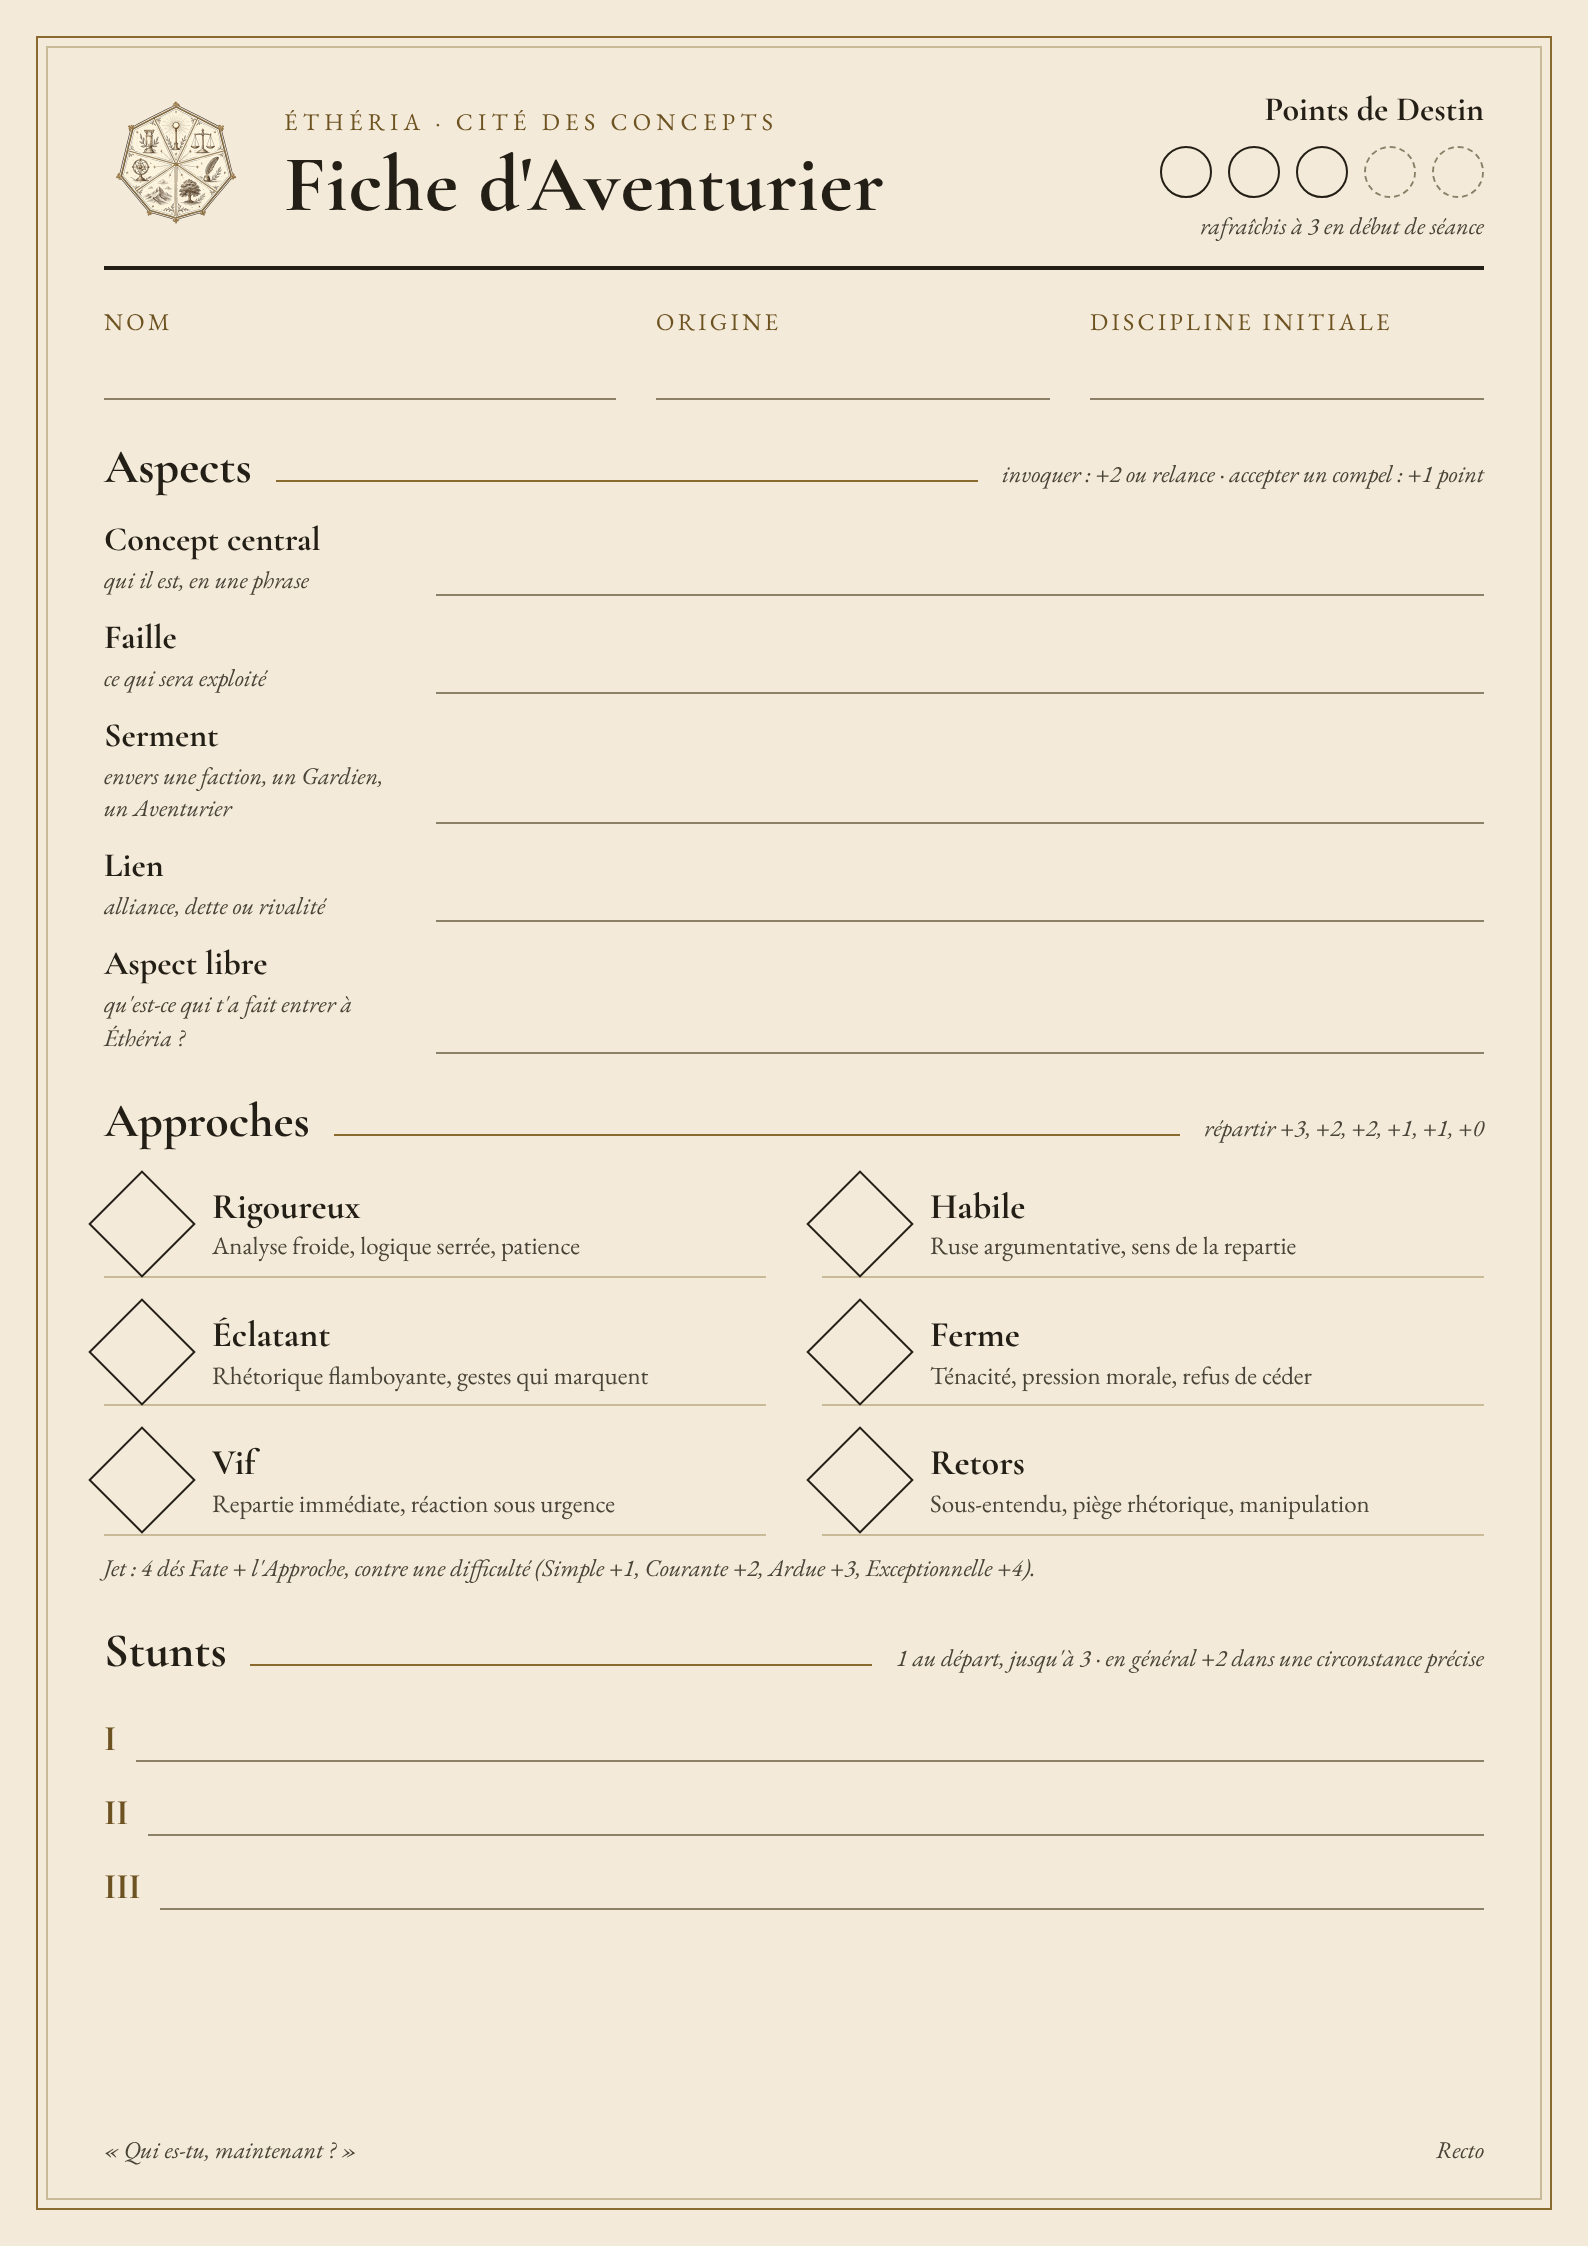 ÉTHÉRIA · CITÉ DES CONCEPTS
Fiche d'Aventurier
Points de Destin
rafraîchis à 3 en début de séance
NOM
ORIGINE
DISCIPLINE INITIALE
Aspects
invoquer : +2 ou relance · accepter un compel : +1 point
Concept central
qui il est, en une phrase
Faille
ce qui sera exploité
Serment
envers une faction, un Gardien,
un Aventurier
Lien
alliance, dette ou rivalité
Aspect libre
qu'est-ce qui t'a fait entrer à
Éthéria ?
Approches
répartir +3, +2, +2, +1, +1, +0
Rigoureux
Analyse froide, logique serrée, patience
Habile
Ruse argumentative, sens de la repartie
Éclatant
Rhétorique flamboyante, gestes qui marquent
Ferme
Ténacité, pression morale, refus de céder
Vif
Repartie immédiate, réaction sous urgence
Retors
Sous-entendu, piège rhétorique, manipulation
Jet : 4 dés Fate + l'Approche, contre une difficulté (Simple +1, Courante +2, Ardue +3, Exceptionnelle +4).
Stunts
1 au départ, jusqu'à 3 · en général +2 dans une circonstance précise
I
II
III
« Qui es-tu, maintenant ? »
Recto